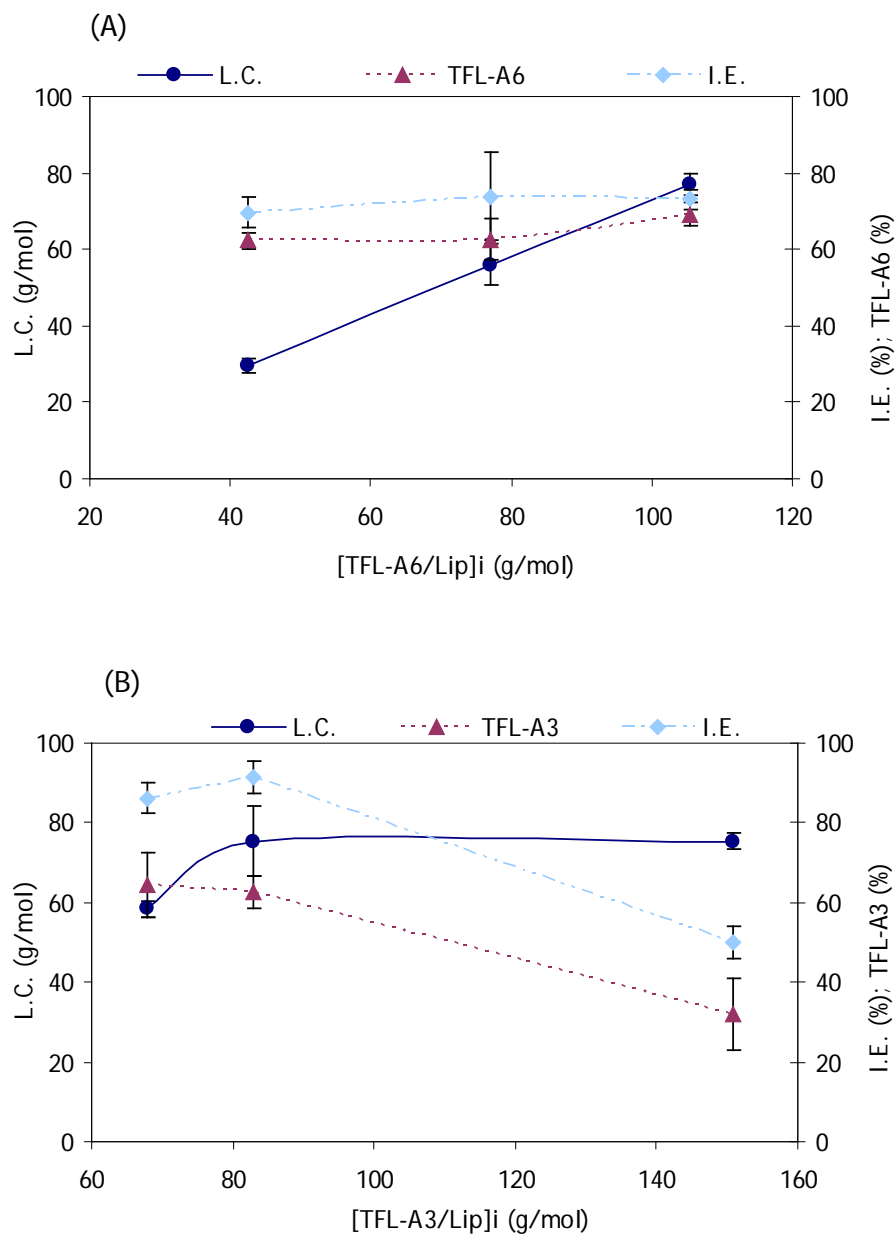 (A)
L.C. TFL-A6 I.E.
100 100
80 80
60 60
40 40
20 20
0 0
20 40 60 80 100 120
L.C. (g/mol)
I.E. (%); TFL-A6 (%)
[TFL-A6/Lip]i (g/mol)
(B)
L.C. TFL-A3 I.E.
100 100
80 80
60 60
40 40
20 20
0 0
60 80 100 120 140 160
L.C. (g/mol)
I.E. (%); TFL-A3 (%)
[TFL-A3/Lip]i (g/mol)